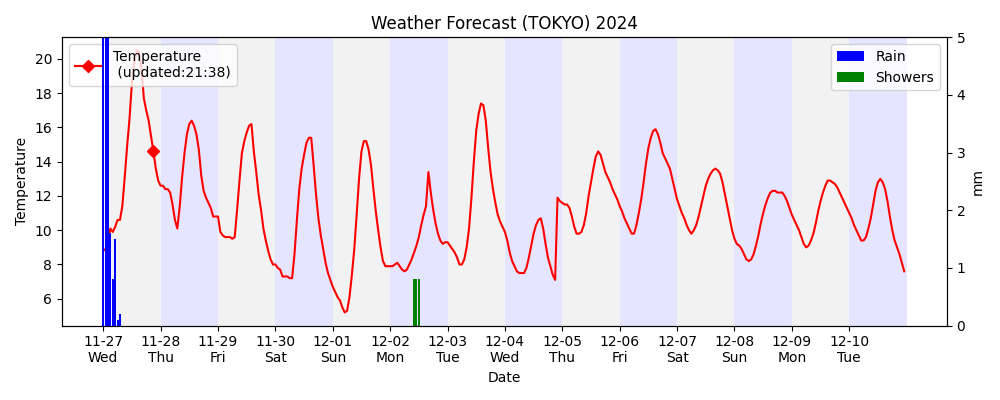 Weather Forecast (TOKYO) 2024
Temperature
(updated:21:38)
Rain
Showers
Temperature
20
18
16
14
12
10
8
6
5
4
3
2
1
0
mm
11-27 11-28 11-29 11-30 12-01 12-02 12-03 12-04 12-05 12-06 12-07 12-08 12-09 12-10
Wed Thu Fri Sat Sun Mon Tue Wed Thu Fri Sat Sun Mon Tue
Date